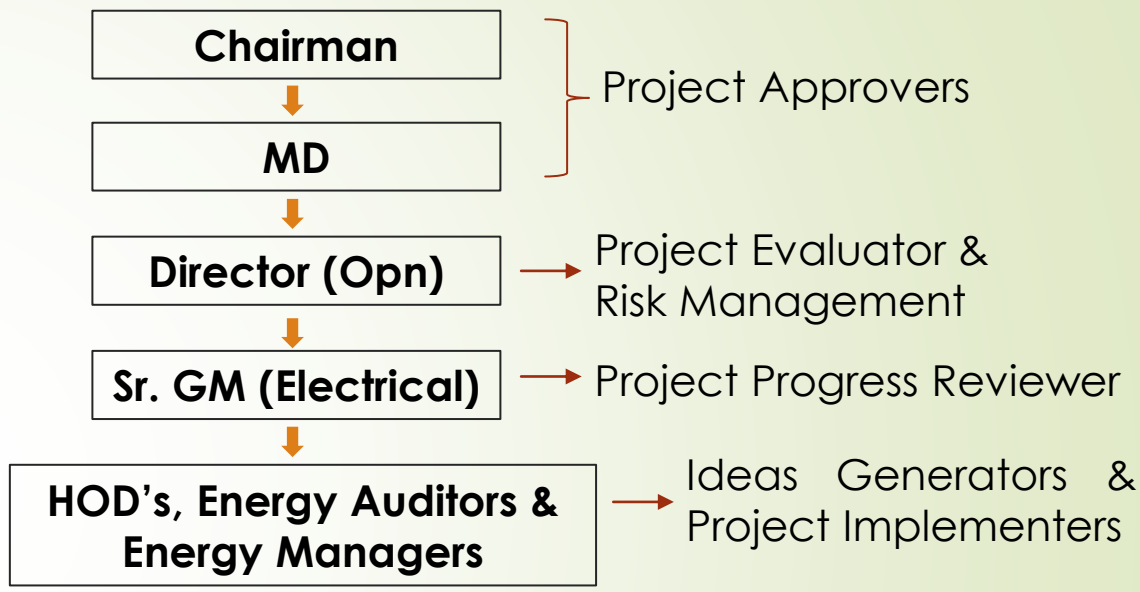 Chairman
Project Approvers
MD
Director (Opn)
Project Evaluator &
Risk Management
Sr. GM (Electrical)
Project Progress Reviewer
HOD's, Energy Auditors &
Energy Managers
Ideas Generators &
Project Implementers